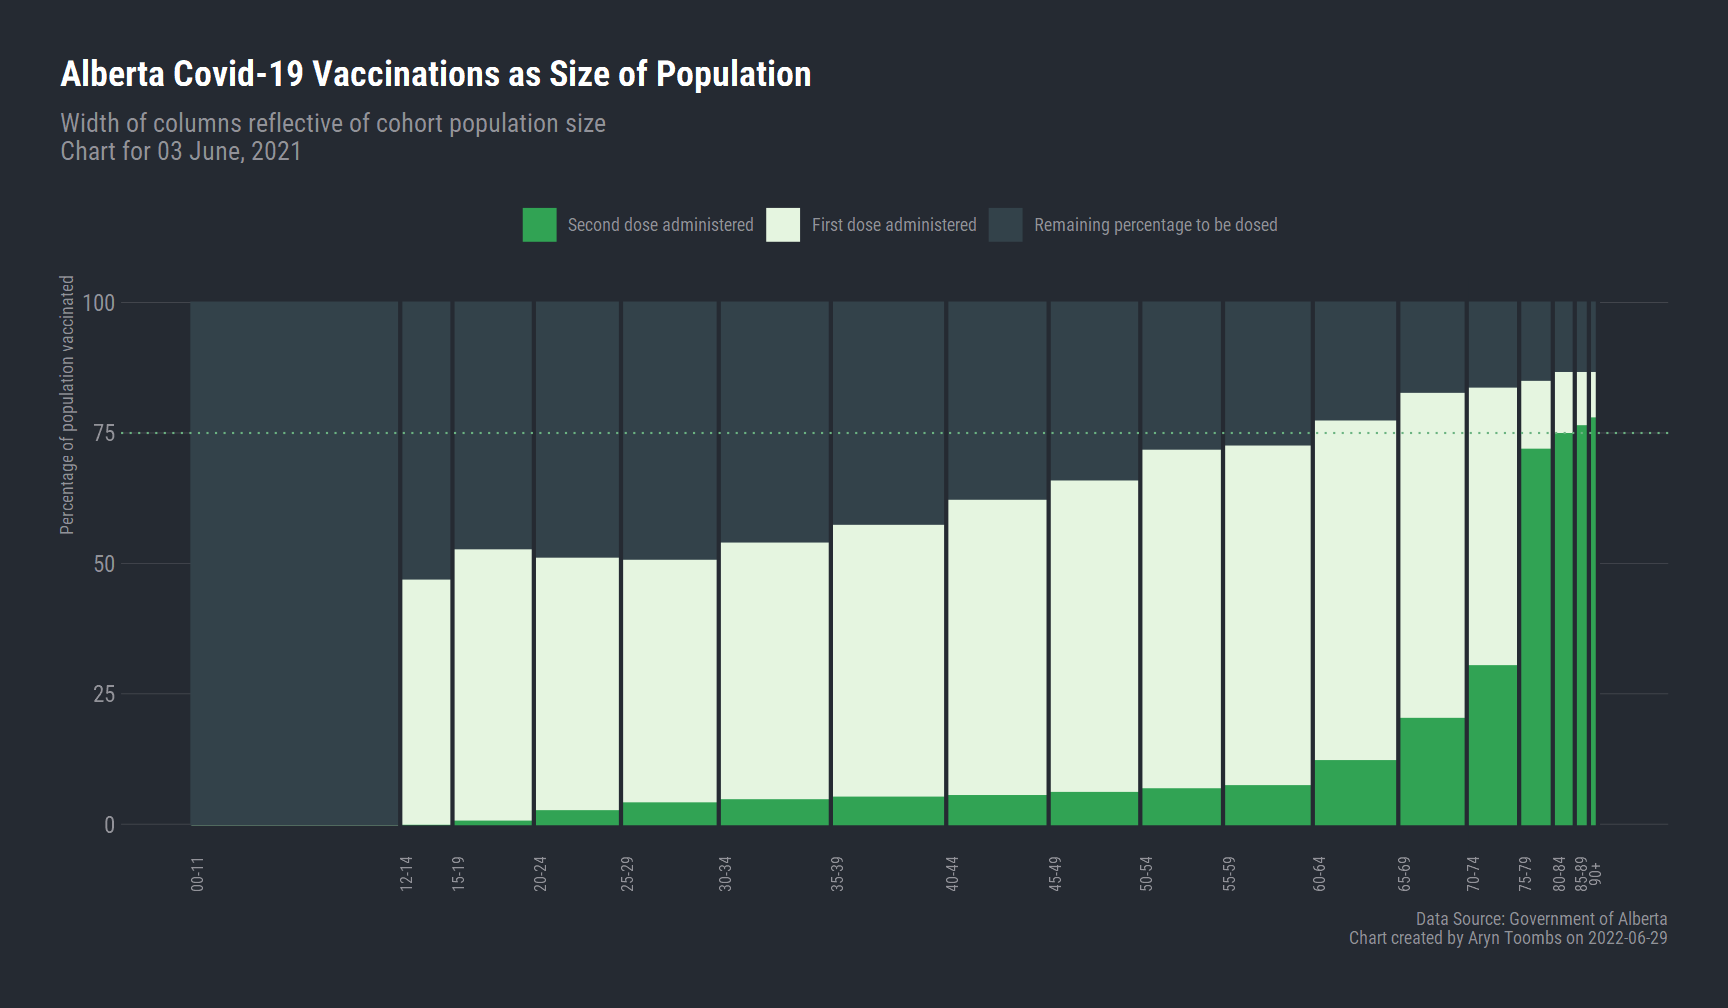 Alberta Covid-19 Vaccinations as Size of Population
Width of columns reflective of cohort population size
Chart for 03 June, 2021
Second dose administered
First dose administered
Remaining percentage to be dosed
Percentage of population vaccinated
100
75
50
25
0
00-11
12-14
15-19
20-24
25-29
30-34
35-39
40-44
45-49
50-54
55-59
60-64
65-69
70-74
75-79
80-84
85-89
90+
Data Source: Government of Alberta
Chart created by Aryn Toombs on 2022-06-29